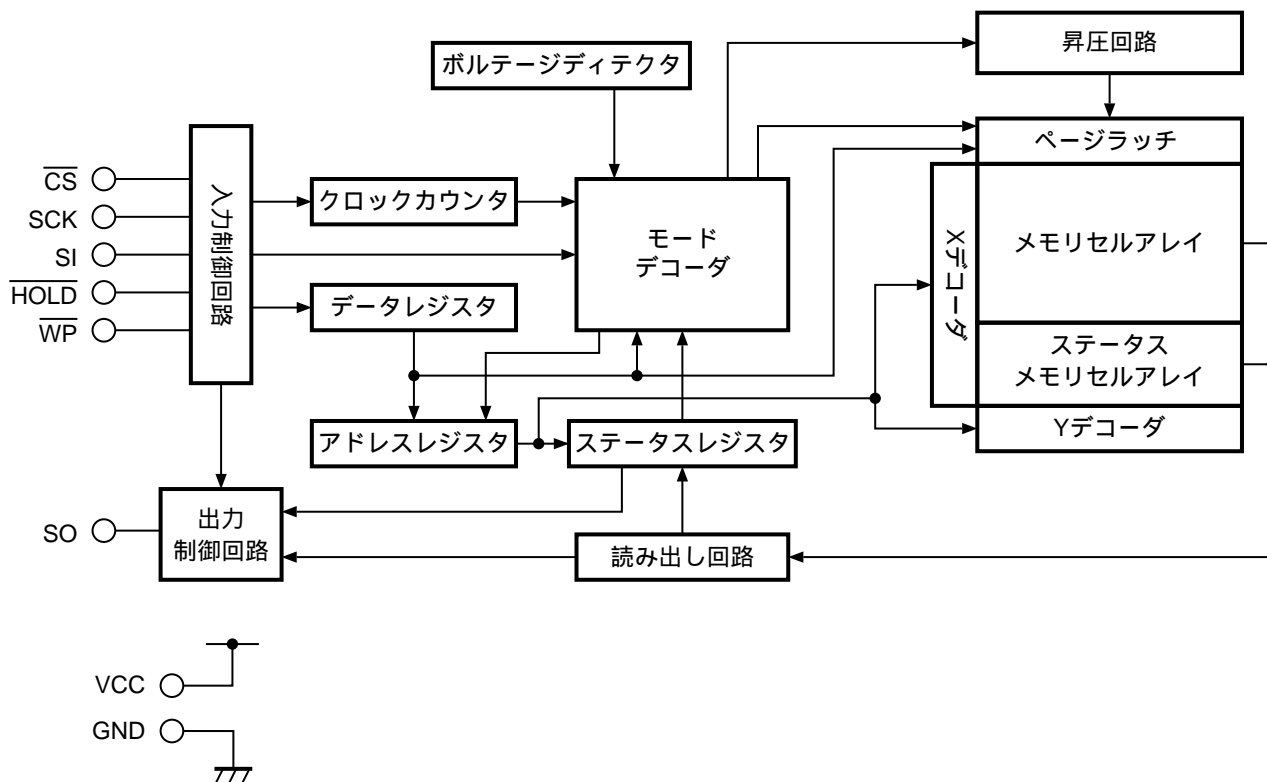 昇圧回路
ボルテージディテクタ
ページラッチ
CS
SCK
SI
HOLD
WP
入力制御回路
クロックカウンタ
モード
デコーダ
データレジスタ
Xデコーダ
メモリセルアレイ
ステータス
メモリセルアレイ
アドレスレジスタ
ステータスレジスタ
Yデコーダ
SO
出力
制御回路
読み出し回路
VCC
GND